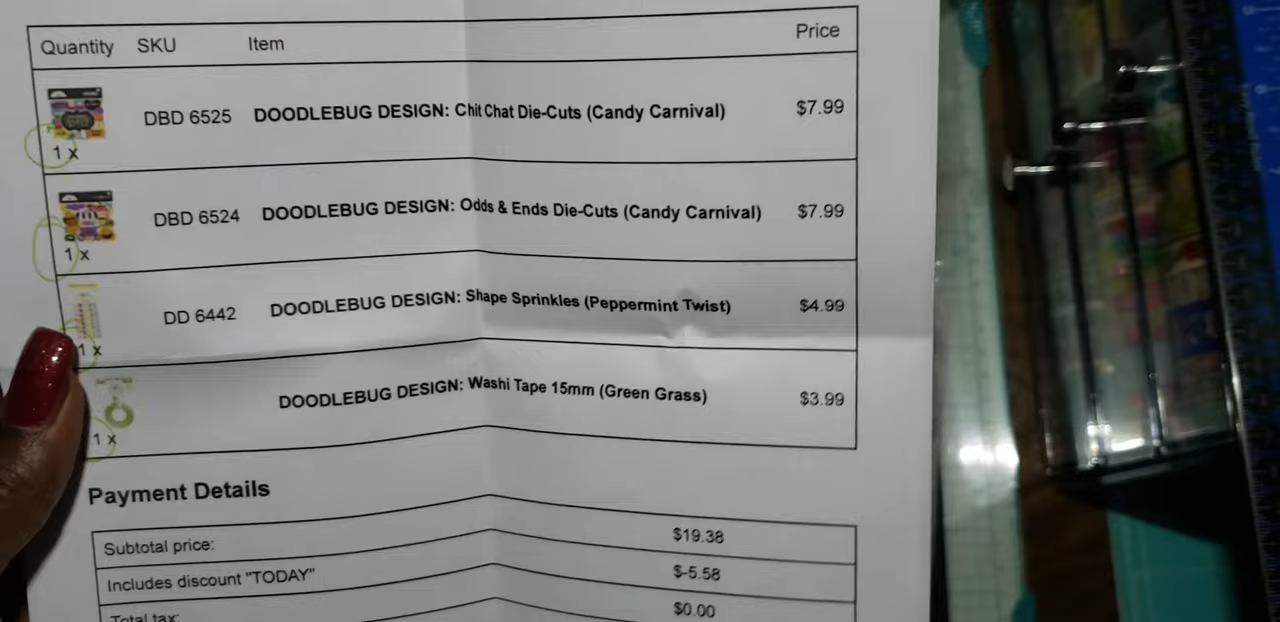 Quantity SKU Item Price
DBD 6525 DOODLEBUG DESIGN: Chit Chat Die-Cuts (Candy Carnival) $7.99
1 x
DBD 6524 DOODLEBUG DESIGN: Odds & Ends Die-Cuts (Candy Carnival) $7.99
1 x
DD 6442 DOODLEBUG DESIGN: Shape Sprinkles (Peppermint Twist) $4.99
1 x
DOODLEBUG DESIGN: Washi Tape 15mm (Green Grass) $3.99
1 x
Payment Details
Subtotal price: $19.38
Includes discount "TODAY" $-5.58
Total tax: $0.00